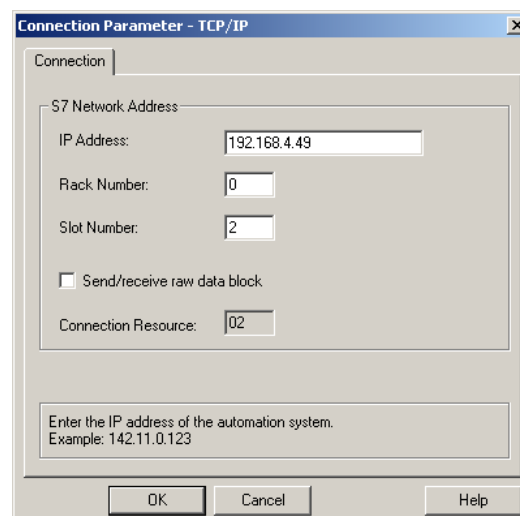 Connection Parameter - TCP/IP
Connection
S7 Network Address
IP Address: 192.168.4.49
Rack Number: 0
Slot Number: 2
Send/receive raw data block
Connection Resource: 02
Enter the IP address of the automation system.
Example: 142.11.0.123
OK Cancel Help